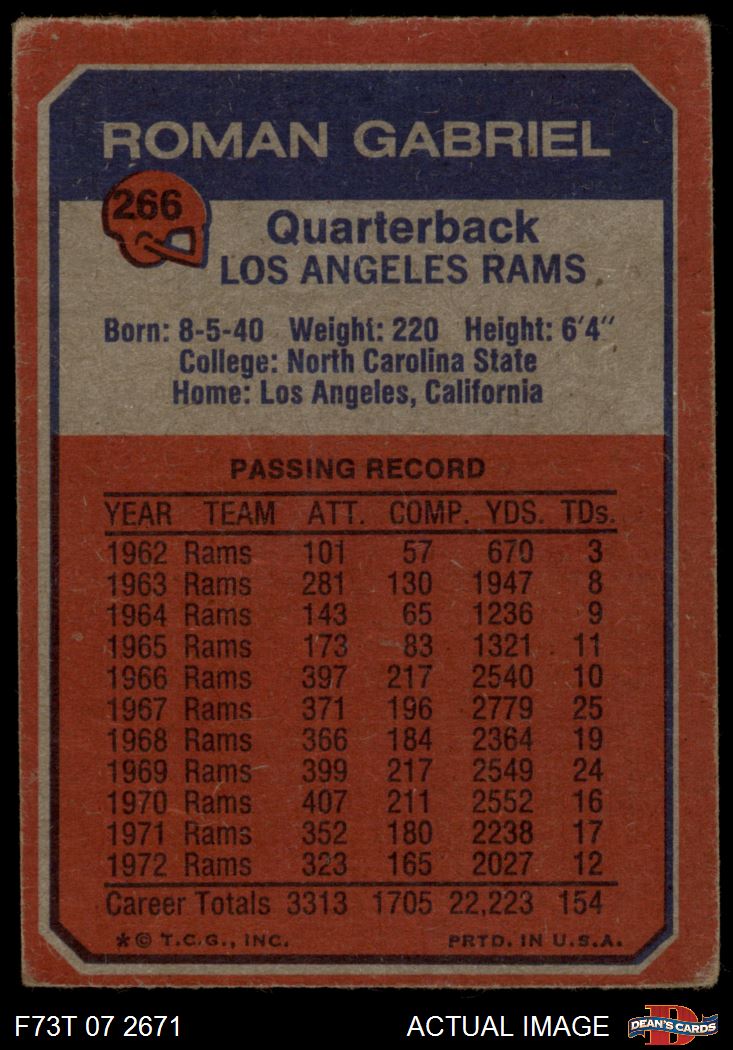 ROMAN GABRIEL
266
Quarterback
LOS ANGELES RAMS
Born: 8-5-40 Weight: 220 Height: 6'4"
College: North Carolina State
Home: Los Angeles, California
PASSING RECORD
YEAR TEAM ATT. COMP. YDS. TDs.
1962 Rams 101 57 670 3
1963 Rams 281 130 1947 8
1964 Rams 143 65 1236 9
1965 Rams 173 83 1321 11
1966 Rams 397 217 2540 10
1967 Rams 371 196 2779 25
1968 Rams 366 184 2364 19
1969 Rams 399 217 2549 24
1970 Rams 407 211 2552 16
1971 Rams 352 180 2238 17
1972 Rams 323 165 2027 12
Career Totals 3313 1705 22,223 154
* © T.C.G., INC. PRTD. IN U.S.A.
F73T 07 2671 ACTUAL IMAGE D DEAN'S CARDS